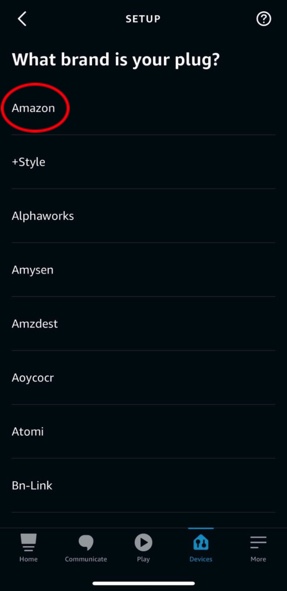 SETUP
What brand is your plug?
Amazon
+Style
Alphaworks
Amysen
Amzdest
Aoycocr
Atomi
Bn-Link
Home Communicate Play Devices More